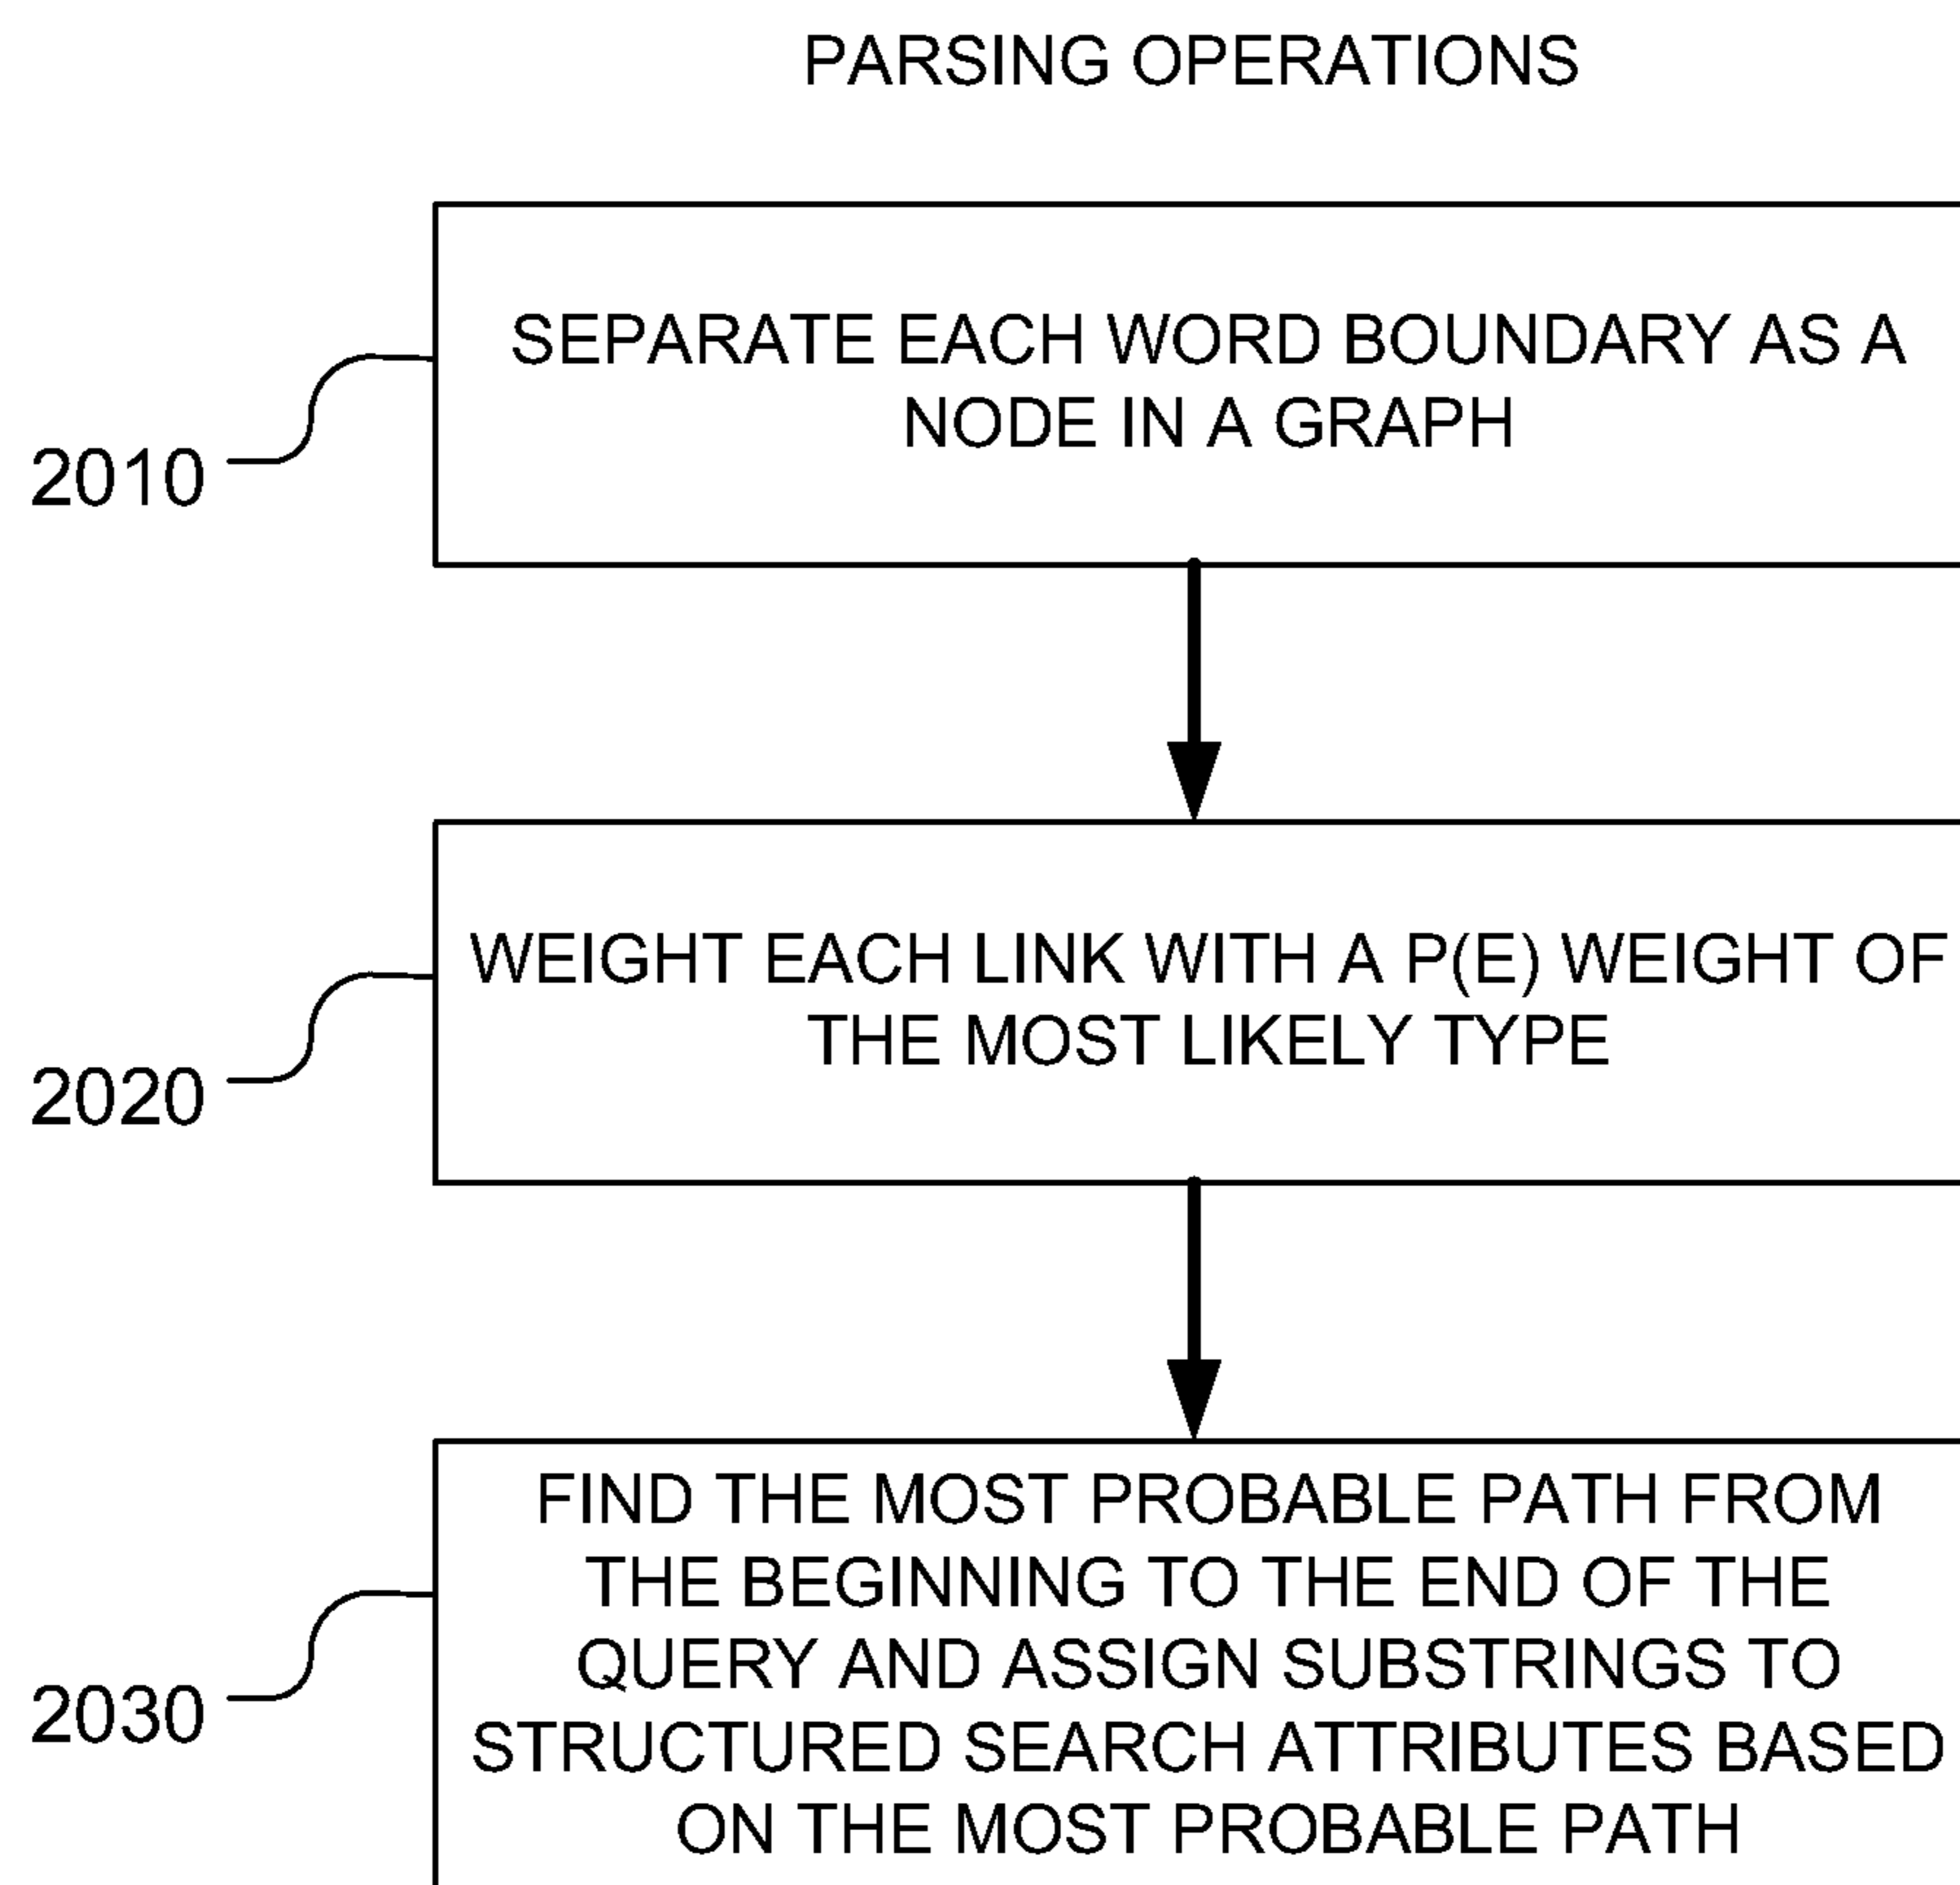 PARSING OPERATIONS
SEPARATE EACH WORD BOUNDARY AS A
NODE IN A GRAPH
2010
WEIGHT EACH LINK WITH A P(E) WEIGHT OF
THE MOST LIKELY TYPE
2020
FIND THE MOST PROBABLE PATH FROM
THE BEGINNING TO THE END OF THE
QUERY AND ASSIGN SUBSTRINGS TO
STRUCTURED SEARCH ATTRIBUTES BASED
ON THE MOST PROBABLE PATH
2030